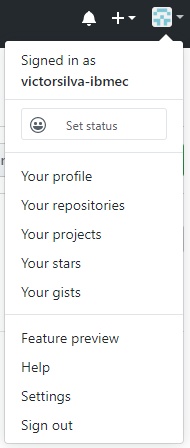 Signed in as
victorsilva-ibmec
Set status
Your profile
Your repositories
Your projects
Your stars
Your gists
Feature preview
Help
Settings
Sign out